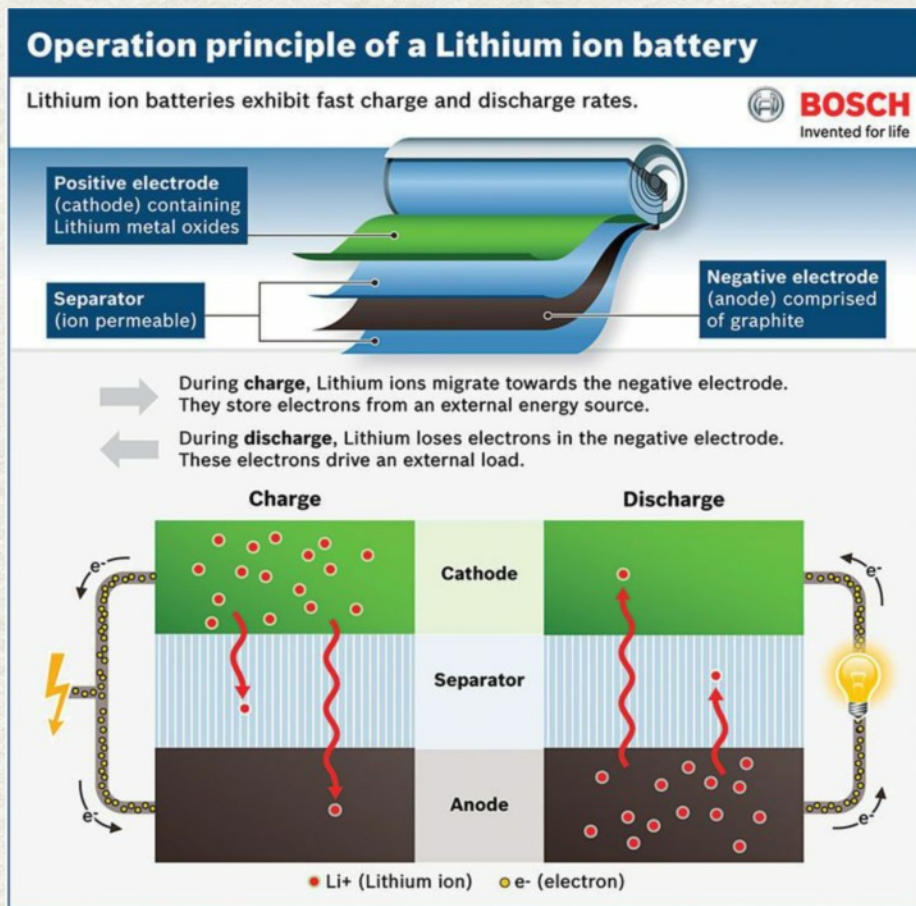 Operation principle of a Lithium ion battery
Lithium ion batteries exhibit fast charge and discharge rates.
BOSCH
Invented for life
Positive electrode
(cathode) containing
Lithium metal oxides
Separator
(ion permeable)
Negative electrode
(anode) comprised
of graphite
During charge, Lithium ions migrate towards the negative electrode.
They store electrons from an external energy source.
During discharge, Lithium loses electrons in the negative electrode.
These electrons drive an external load.
Charge
Discharge
e-
Cathode
e-
Separator
e-
Anode
e-
Li+ (Lithium ion)
e- (electron)